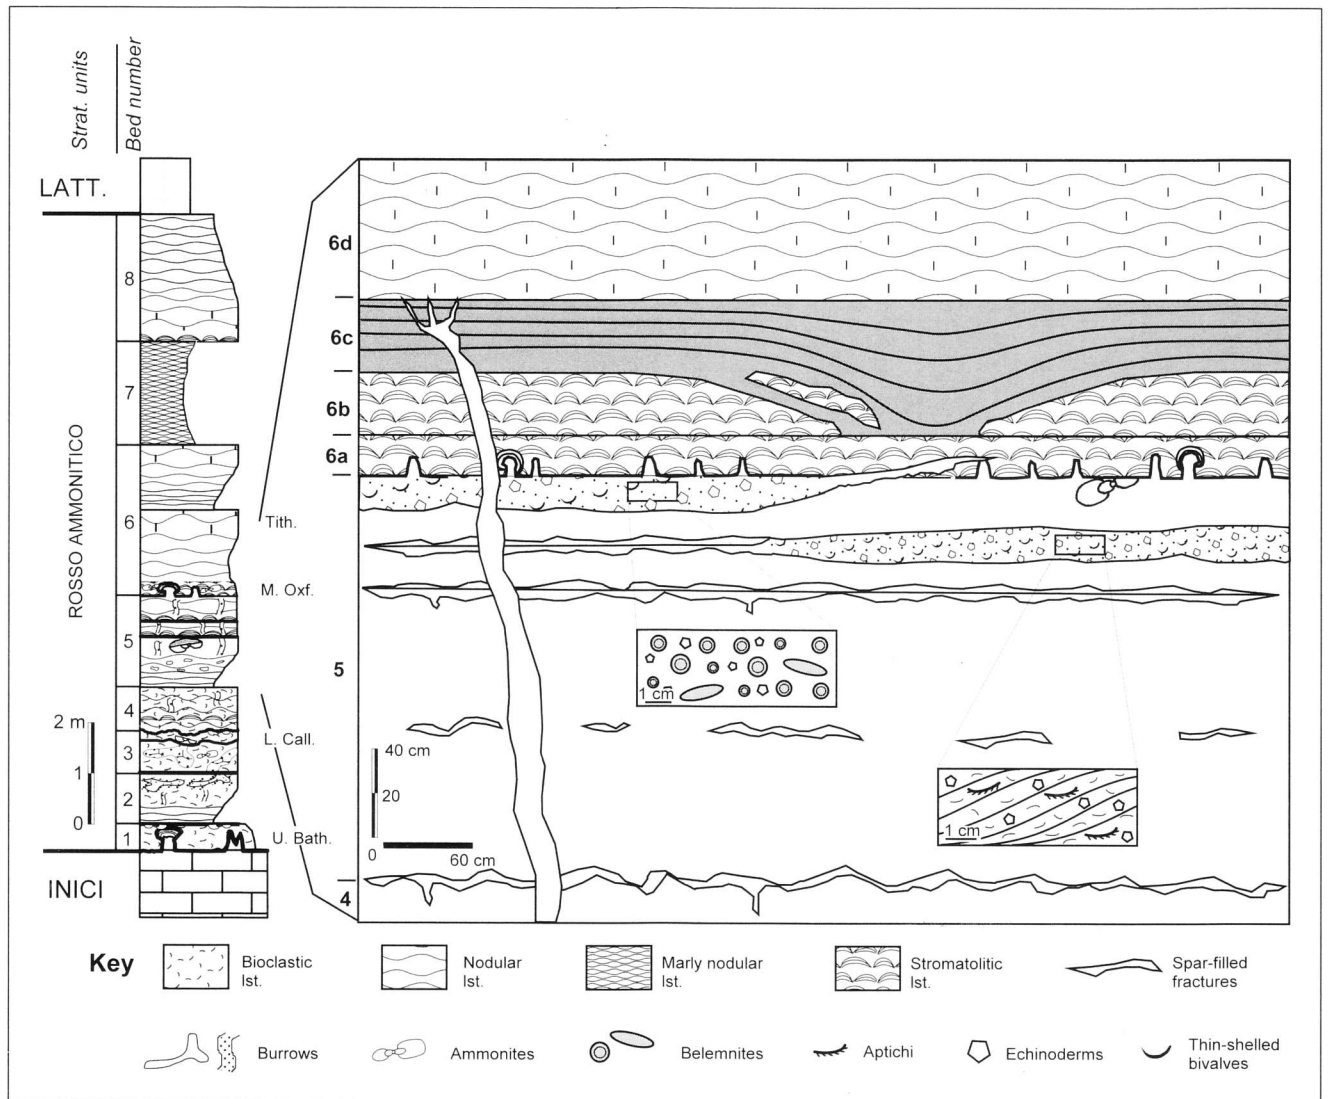 Strat. units
Bed number
LATT.
ROSSO AMMONITICO
INICI
8
7
6
5
4
3
2
1
2 m
1
0
Tith.
M. Oxf.
L. Call.
U. Bath.
6d
6c
6b
6a
5
4
1 cm
1 cm
40 cm
20
0
60 cm
Key
Bioclastic
lst.
Nodular
lst.
Marly nodular
lst.
Stromatolitic
lst.
Spar-filled
fractures
Burrows
Ammonites
Belemnites
Aptichi
Echinoderms
Thin-shelled
bivalves